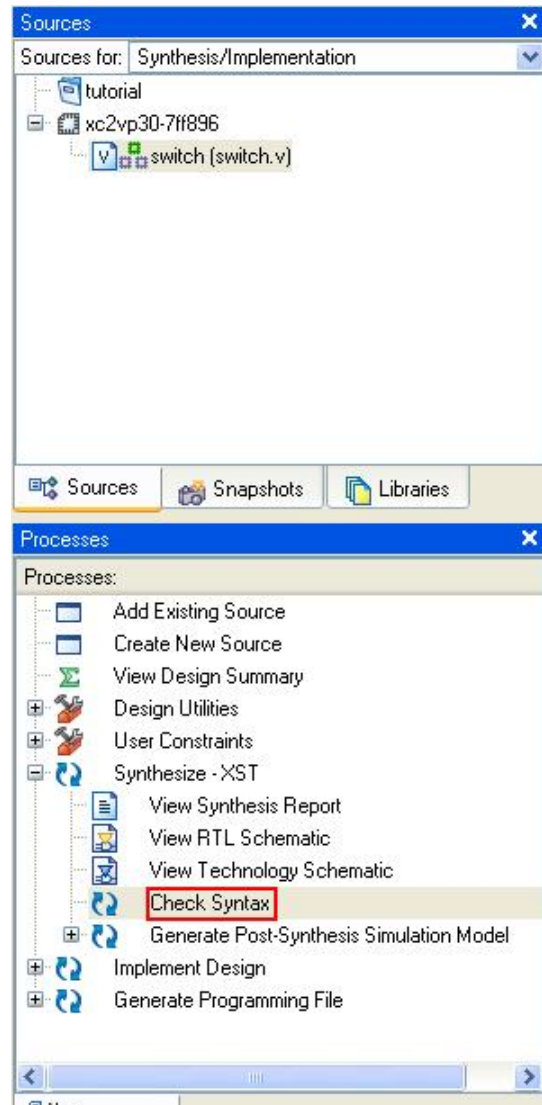 Sources
Sources for: Synthesis/Implementation
tutorial
xc2vp30-7ff896
V switch (switch.v)
Sources Snapshots Libraries
Processes
Processes:
Add Existing Source
Create New Source
View Design Summary
Design Utilities
User Constraints
Synthesize - XST
View Synthesis Report
View RTL Schematic
View Technology Schematic
Check Syntax
Generate Post-Synthesis Simulation Model
Implement Design
Generate Programming File